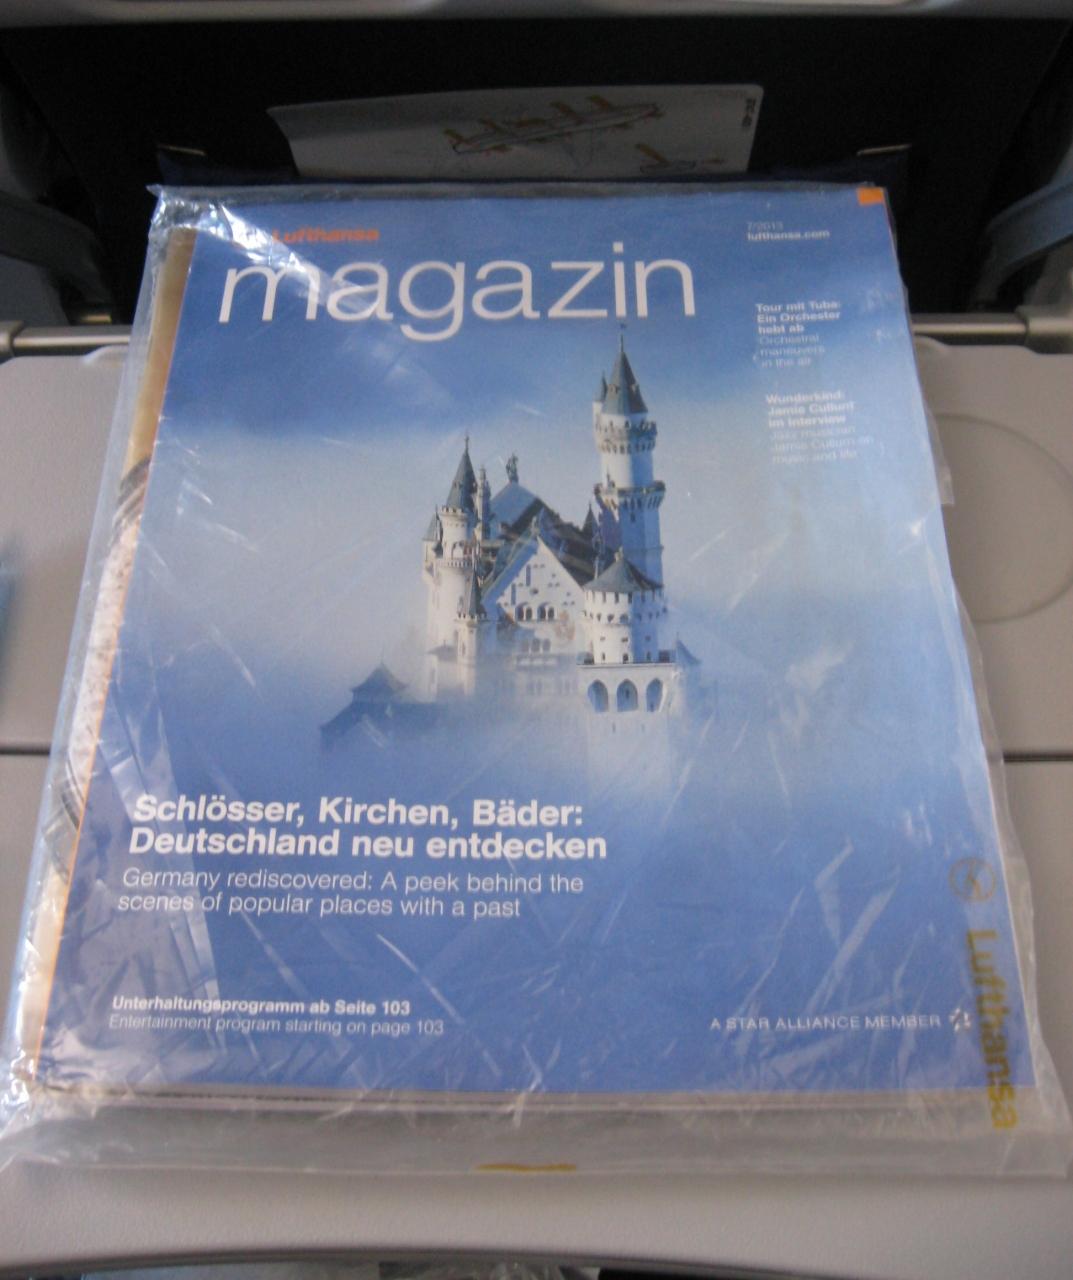 Lufthansa
magazin
7/2013
lufthansa.com
Tour mit Tuba:
Ein Orchester
hebt ab
Orchestral
maneuvers
in the air
Wunderkind:
Jamie Cullum
im Interview
Jazz musician
Jamie Cullum on
music and life
Schlösser, Kirchen, Bäder:
Deutschland neu entdecken
Germany rediscovered: A peek behind the
scenes of popular places with a past
Unterhaltungsprogramm ab Seite 103
Entertainment program starting on page 103
A STAR ALLIANCE MEMBER
Lufthansa